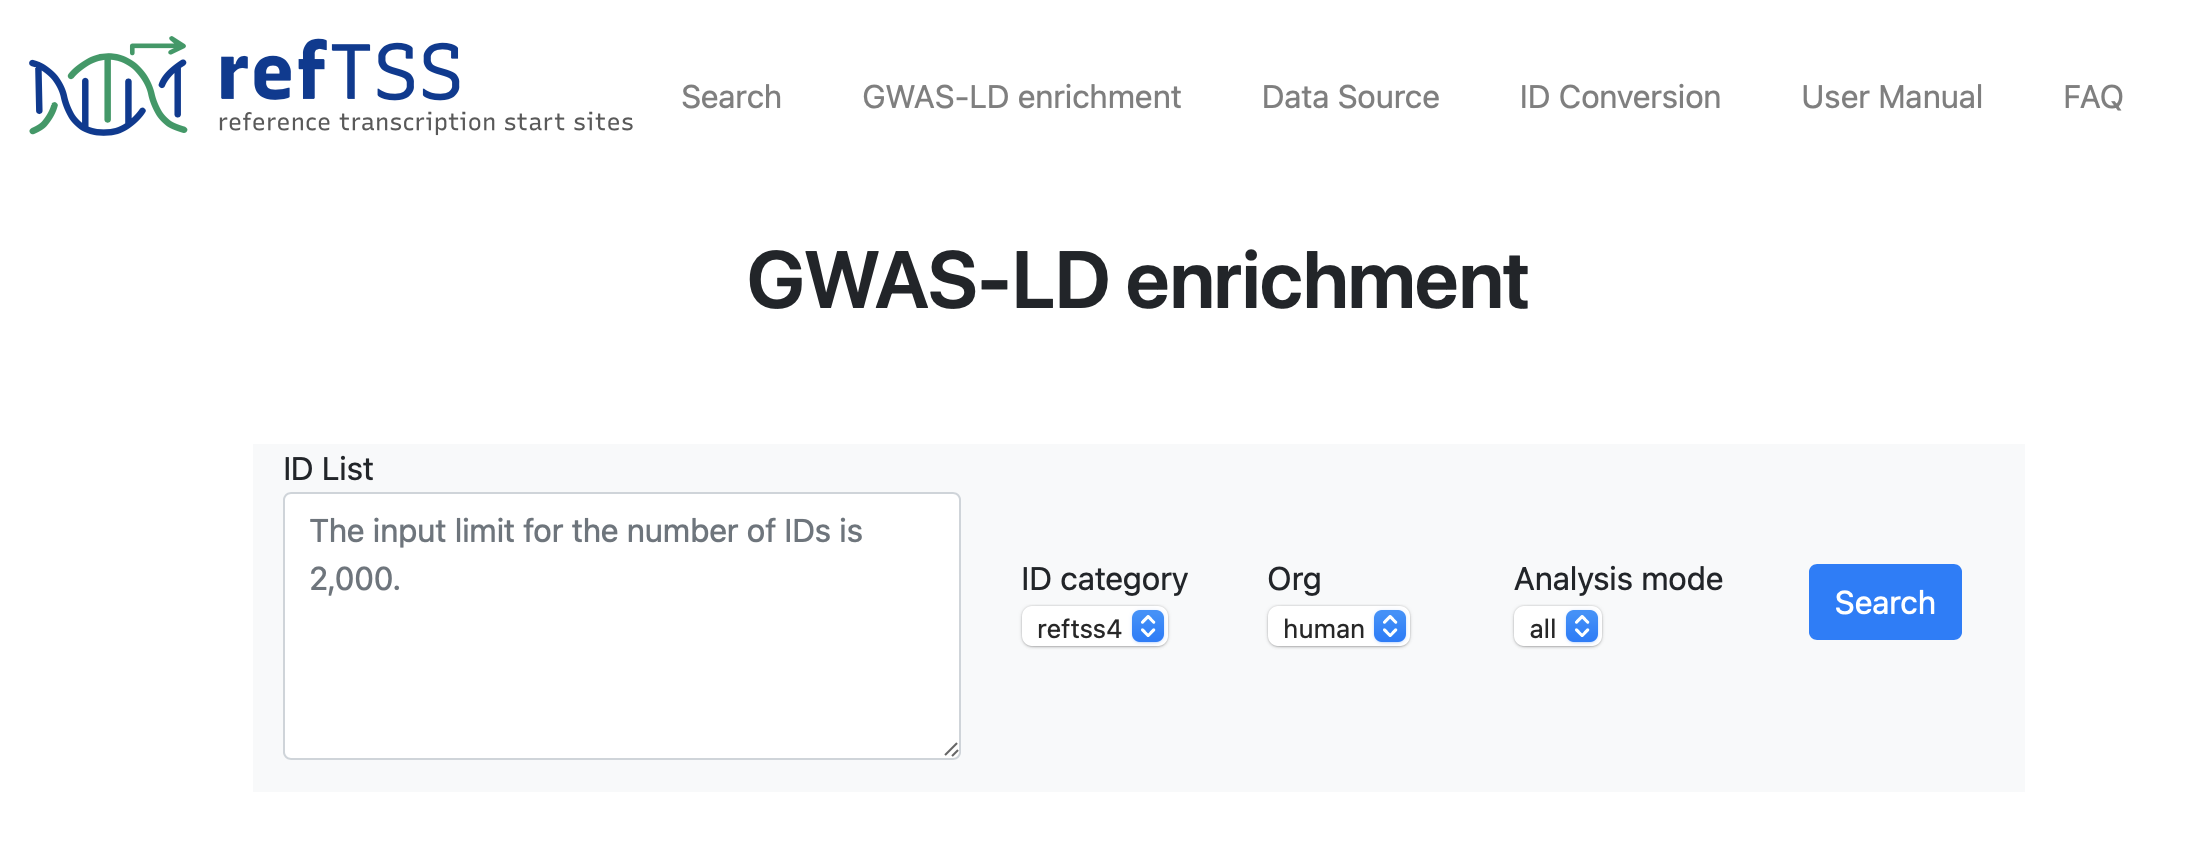 refTSS
reference transcription start sites
Search
GWAS-LD enrichment
Data Source
ID Conversion
User Manual
FAQ
GWAS-LD enrichment
ID List
The input limit for the number of IDs is
2,000.
ID category
reftss4
Org
human
Analysis mode
all
Search